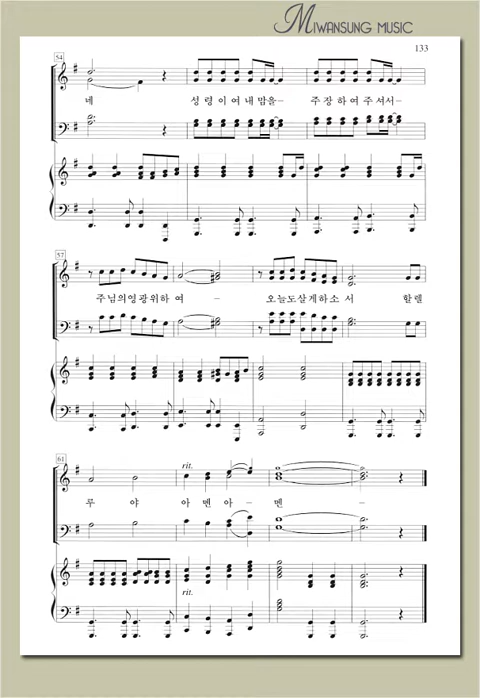 MIWANSUNG MUSIC
133
54
네 성 령 이 여 내 맘 을– 주 장 하 여 주 셔 서–
57
주 님 의 영 광 위 하 여 – 오 늘 도 살 게 하 소 서 할 렐
61
rit.
루 야 아 멘 아 – 멘 –
rit.